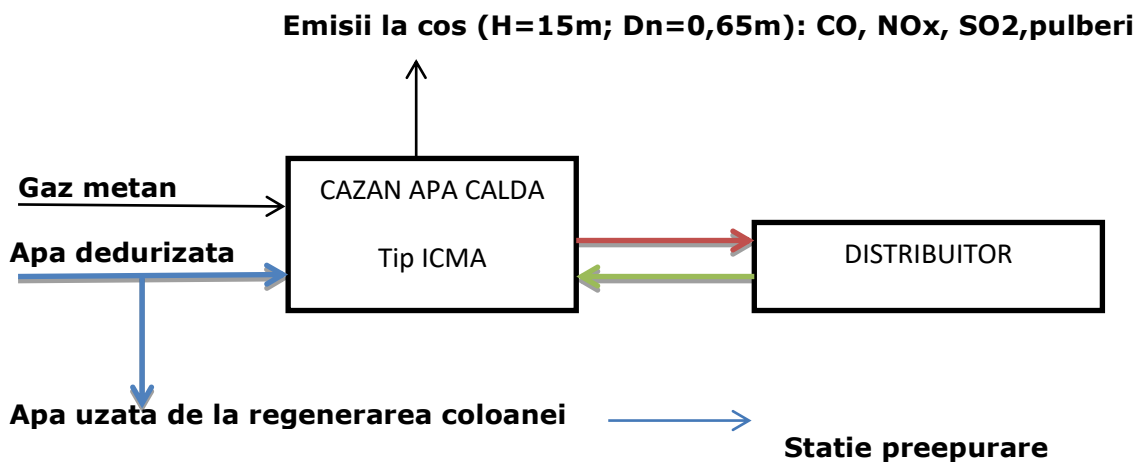 Emisii la cos (H=15m; Dn=0,65m): CO, NOx, SO2,pulberi
Gaz metan
CAZAN APA CALDA
Apa dedurizata
Tip ICMA
DISTRIBUITOR
Apa uzata de la regenerarea coloanei
Statie preepurare